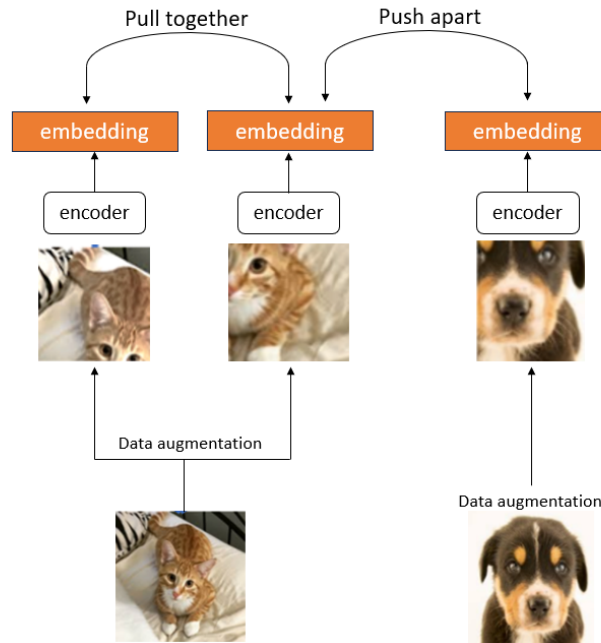 Pull together
Push apart
embedding
embedding
embedding
encoder
encoder
encoder
Data augmentation
Data augmentation